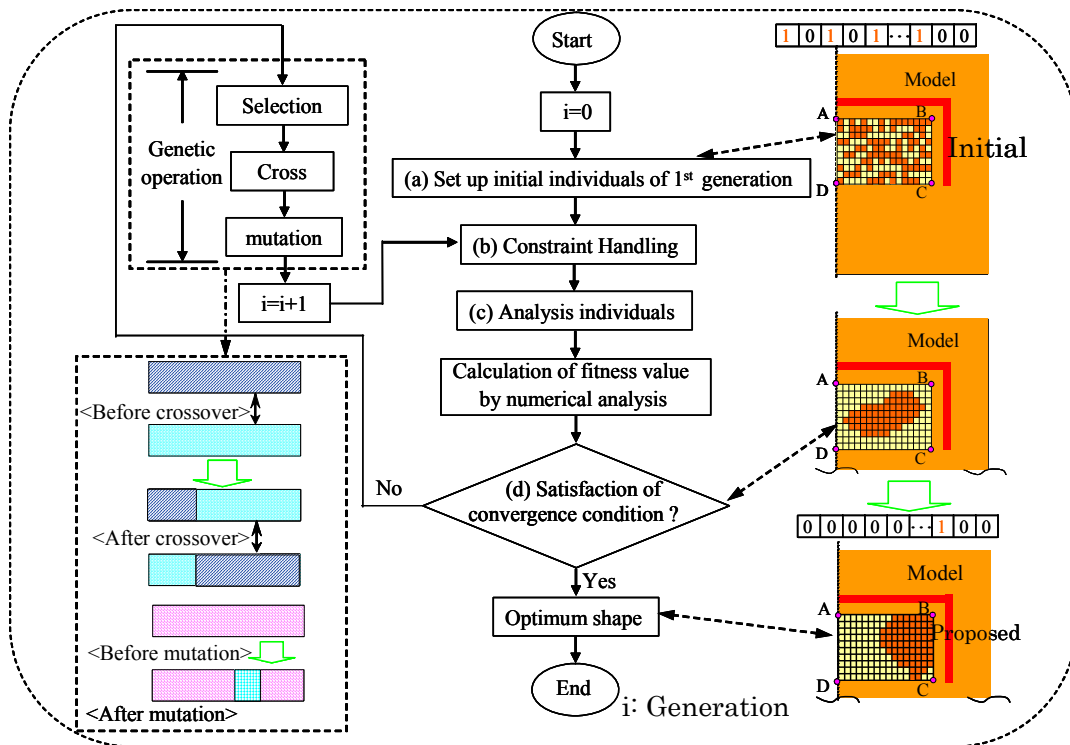 Start
i=0
(a) Set up initial individuals of 1st generation
(b) Constraint Handling
(c) Analysis individuals
Calculation of fitness value
by numerical analysis
(d) Satisfaction of
convergence condition ?
No
Yes
Optimum shape
End
i: Generation
Selection
Cross
mutation
Genetic
operation
i=i+1
<Before crossover>
<After crossover>
<Before mutation>
<After mutation>
1 0 1 0 1 ··· 1 0 0
Model
A
B
Initial
D
C
Model
A
B
D
C
0 0 0 0 0 ··· 1 0 0
Model
A
B
Proposed
D
C